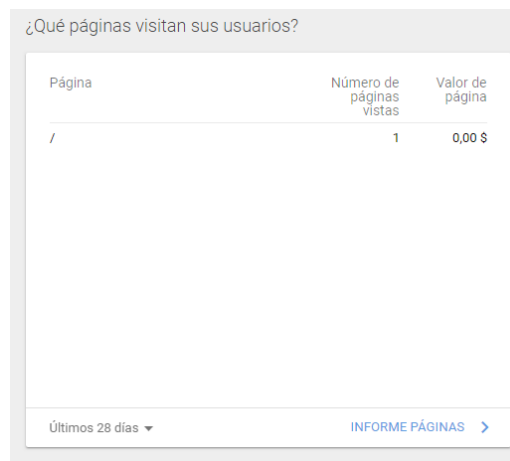 ¿Qué páginas visitan sus usuarios?
Página
Número de
páginas
vistas
Valor de
página
/
1
0,00 $
Últimos 28 días
INFORME PÁGINAS